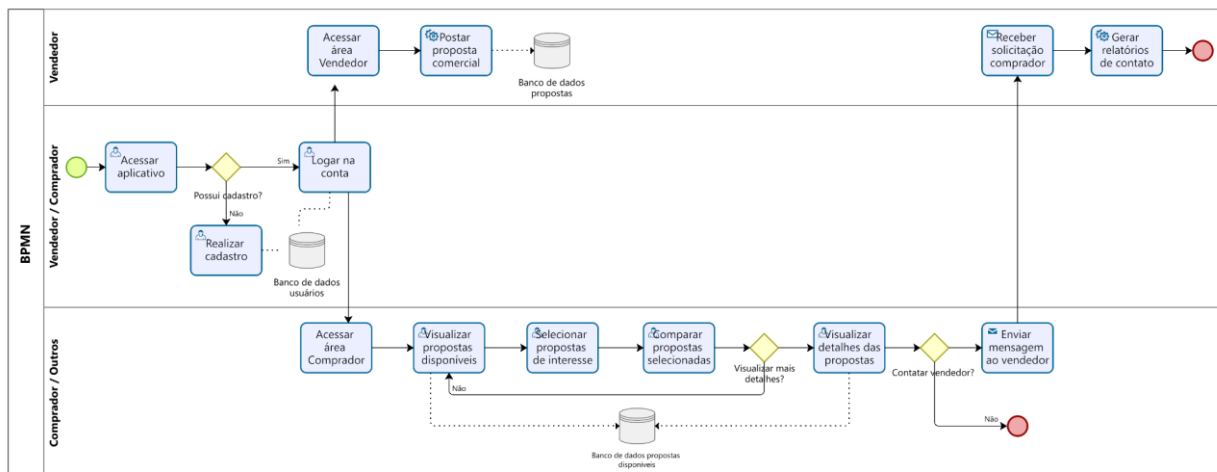 BPMN
Vendedor
Acessar
área
Vendedor
Postar
proposta
comercial
Banco de dados
propostas
Receber
solicitação
comprador
Gerar
relatórios
de contato
Vendedor / Comprador
Acessar
aplicativo
Possui cadastro?
Sim
Não
Logar na
conta
Realizar
cadastro
Banco de dados
usuários
Comprador / Outros
Acessar
área
Comprador
Visualizar
propostas
disponiveis
Selecionar
propostas
de interesse
Comparar
propostas
selecionadas
Visualizar mais
detalhes?
Não
Visualizar
detalhes das
propostas
Contatar vendedor?
Não
Enviar
mensagem
ao vendedor
Banco de dados propostas
disponíveis